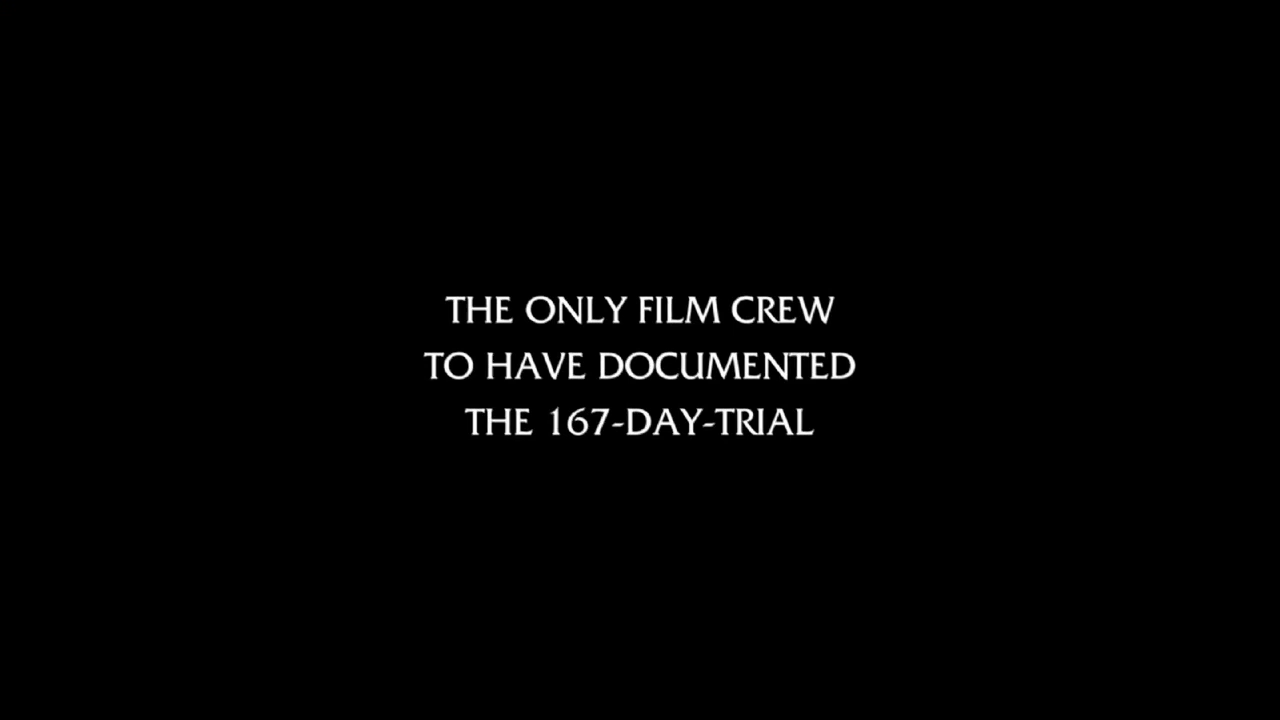 THE ONLY FILM CREW
TO HAVE DOCUMENTED
THE 167-DAY-TRIAL